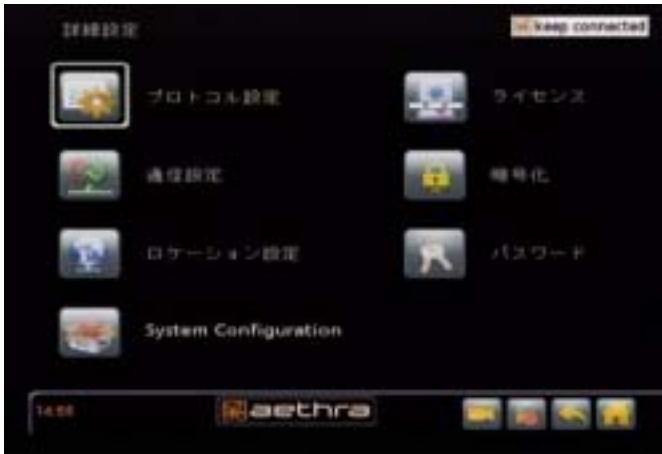 詳細設定
keep connected
プロトコル設定
ライセンス
通信設定
暗号化
ロケーション設定
パスワード
System Configuration
aethra